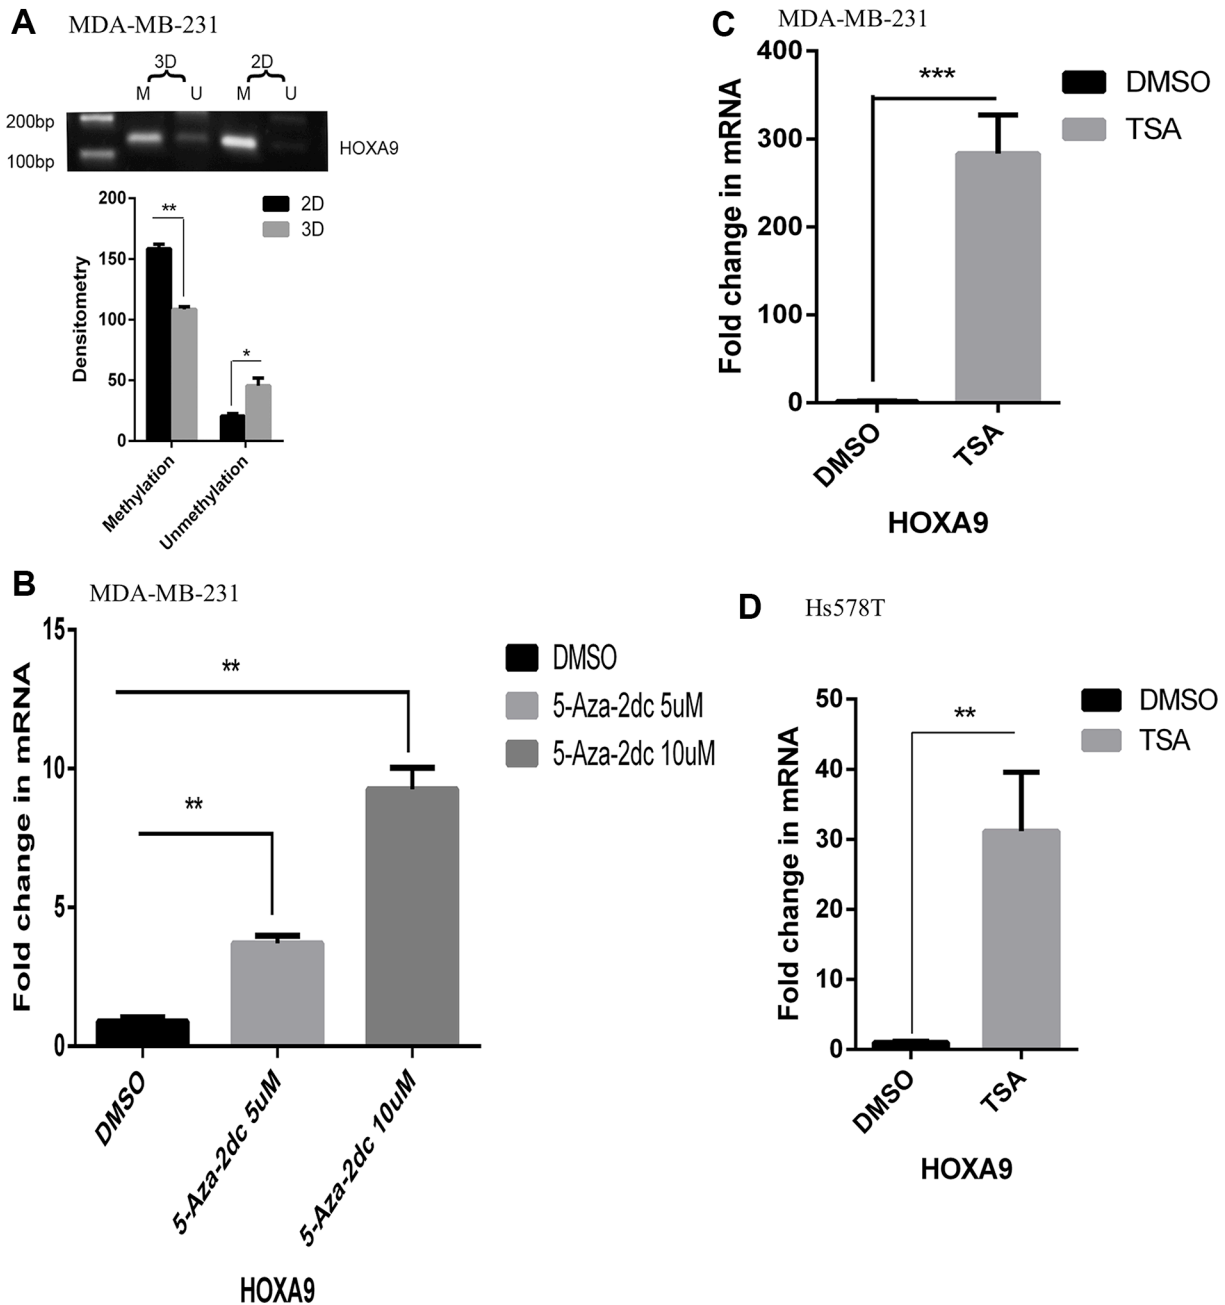 A MDA-MB-231
3D 2D
M U M U
200bp
100bp
HOXA9
200
150
100
50
0
Densitometry
**
*
2D
3D
Methylation
Unmethylation
B MDA-MB-231
15
10
5
0
Fold change in mRNA
**
**
DMSO
5-Aza-2dc 5uM
5-Aza-2dc 10uM
DMSO
5-Aza-2dc 5uM
5-Aza-2dc 10uM
HOXA9
C MDA-MB-231
400
300
200
100
0
Fold change in mRNA
***
DMSO
TSA
DMSO
TSA
HOXA9
D Hs578T
50
40
30
20
10
0
Fold change in mRNA
**
DMSO
TSA
DMSO
TSA
HOXA9